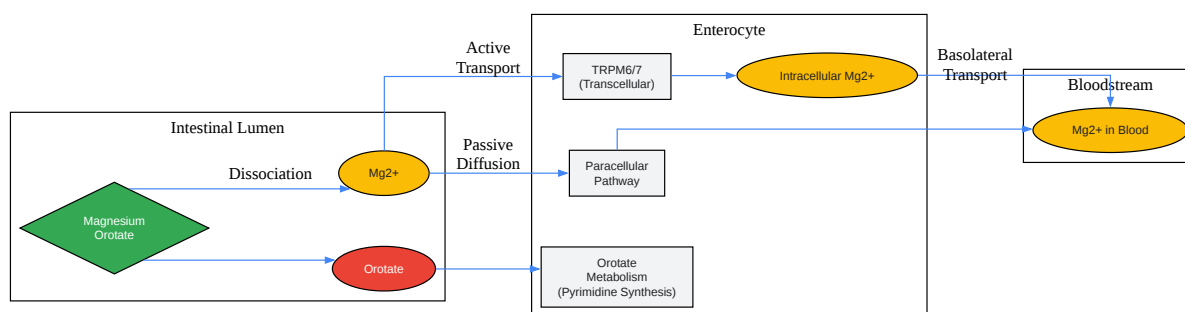 Intestinal Lumen
Magnesium
Orotate
Dissociation
Mg2+
Orotate
Active
Transport
Passive
Diffusion
Enterocyte
TRPM6/7
(Transcellular)
Intracellular Mg2+
Paracellular
Pathway
Orotate
Metabolism
(Pyrimidine Synthesis)
Basolateral
Transport
Bloodstream
Mg2+ in Blood